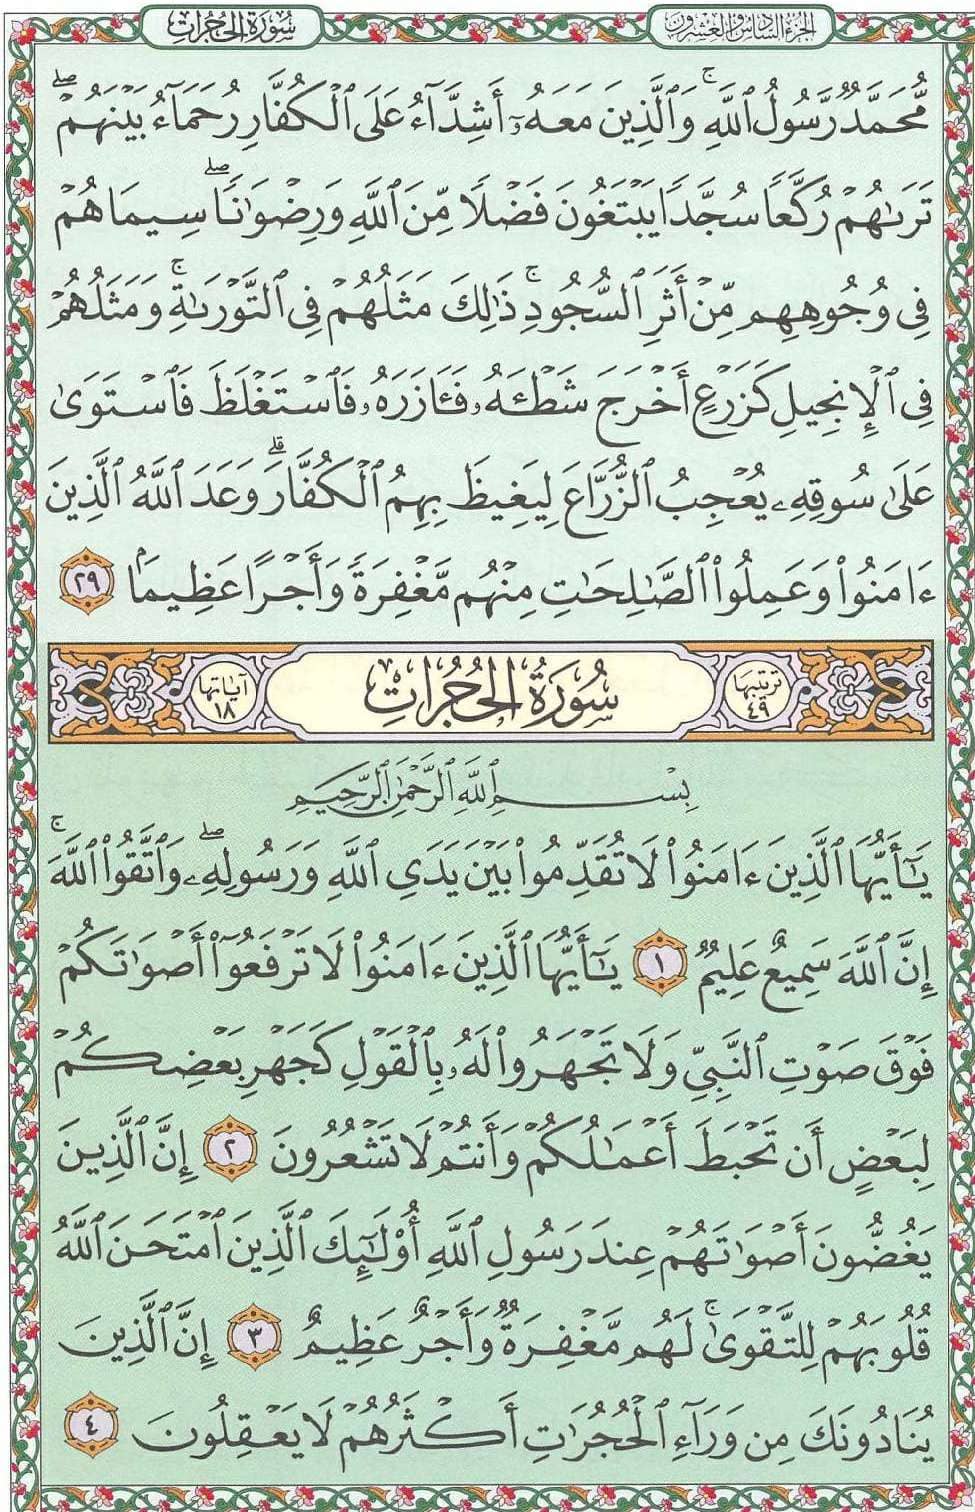 الجزء السادس والعشرون
سُورَةُ الحُجُرَاتِ
مُّحَمَّدٌ رَّسُولُ ٱللَّهِۚ وَٱلَّذِينَ مَعَهُۥٓ أَشِدَّآءُ عَلَى ٱلْكُفَّارِ رُحَمَآءُ بَيْنَهُمْۖ
تَرَىٰهُمْ رُكَّعًا سُجَّدًا يَبْتَغُونَ فَضْلًا مِّنَ ٱللَّهِ وَرِضْوَٰنًاۖ سِيمَاهُمْ
فِى وُجُوهِهِم مِّنْ أَثَرِ ٱلسُّجُودِۚ ذَٰلِكَ مَثَلُهُمْ فِى ٱلتَّوْرَىٰةِۚ وَمَثَلُهُمْ
فِى ٱلْإِنجِيلِ كَزَرْعٍ أَخْرَجَ شَطْـَٔهُۥ فَـَٔازَرَهُۥ فَٱسْتَغْلَظَ فَٱسْتَوَىٰ
عَلَىٰ سُوقِهِۦ يُعْجِبُ ٱلزُّرَّاعَ لِيَغِيظَ بِهِمُ ٱلْكُفَّارَۗ وَعَدَ ٱللَّهُ ٱلَّذِينَ
ءَامَنُوا۟ وَعَمِلُوا۟ ٱلصَّٰلِحَٰتِ مِنْهُم مَّغْفِرَةً وَأَجْرًا عَظِيمًۢا ٢٩
ترتيبها ٤٩ سُورَةُ الحُجُرَاتِ آياتها ١٨
بِسْمِ ٱللَّهِ ٱلرَّحْمَٰنِ ٱلرَّحِيمِ
يَٰٓأَيُّهَا ٱلَّذِينَ ءَامَنُوا۟ لَا تُقَدِّمُوا۟ بَيْنَ يَدَىِ ٱللَّهِ وَرَسُولِهِۦۖ وَٱتَّقُوا۟ ٱللَّهَۚ
إِنَّ ٱللَّهَ سَمِيعٌ عَلِيمٌ ١ يَٰٓأَيُّهَا ٱلَّذِينَ ءَامَنُوا۟ لَا تَرْفَعُوٓا۟ أَصْوَٰتَكُمْ
فَوْقَ صَوْتِ ٱلنَّبِىِّ وَلَا تَجْهَرُوا۟ لَهُۥ بِٱلْقَوْلِ كَجَهْرِ بَعْضِكُمْ
لِبَعْضٍ أَن تَحْبَطَ أَعْمَٰلُكُمْ وَأَنتُمْ لَا تَشْعُرُونَ ٢ إِنَّ ٱلَّذِينَ
يَغُضُّونَ أَصْوَٰتَهُمْ عِندَ رَسُولِ ٱللَّهِ أُو۟لَٰٓئِكَ ٱلَّذِينَ ٱمْتَحَنَ ٱللَّهُ
قُلُوبَهُمْ لِلتَّقْوَىٰۚ لَهُم مَّغْفِرَةٌ وَأَجْرٌ عَظِيمٌ ٣ إِنَّ ٱلَّذِينَ
يُنَادُونَكَ مِن وَرَآءِ ٱلْحُجُرَٰتِ أَكْثَرُهُمْ لَا يَعْقِلُونَ ٤